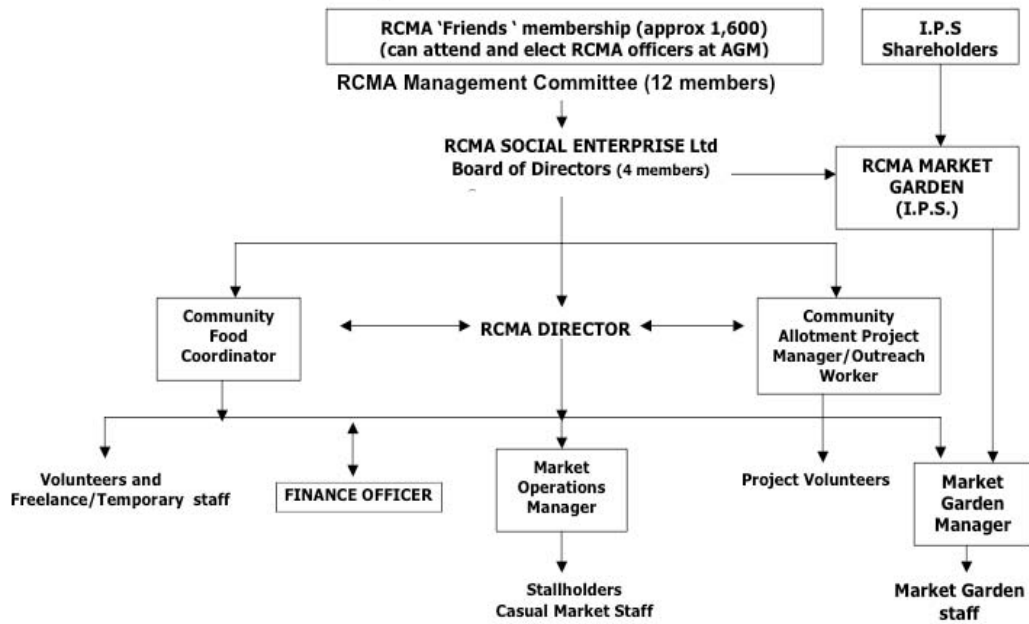 RCMA ‘Friends ‘ membership (approx 1,600)
(can attend and elect RCMA officers at AGM)
I.P.S
Shareholders
RCMA Management Committee (12 members)
RCMA SOCIAL ENTERPRISE Ltd
Board of Directors (4 members)
RCMA MARKET
GARDEN
(I.P.S.)
Community
Food
Coordinator
RCMA DIRECTOR
Community
Allotment Project
Manager/Outreach
Worker
Volunteers and
Freelance/Temporary staff
FINANCE OFFICER
Market
Operations
Manager
Project Volunteers
Market
Garden
Manager
Stallholders
Casual Market Staff
Market Garden
staff